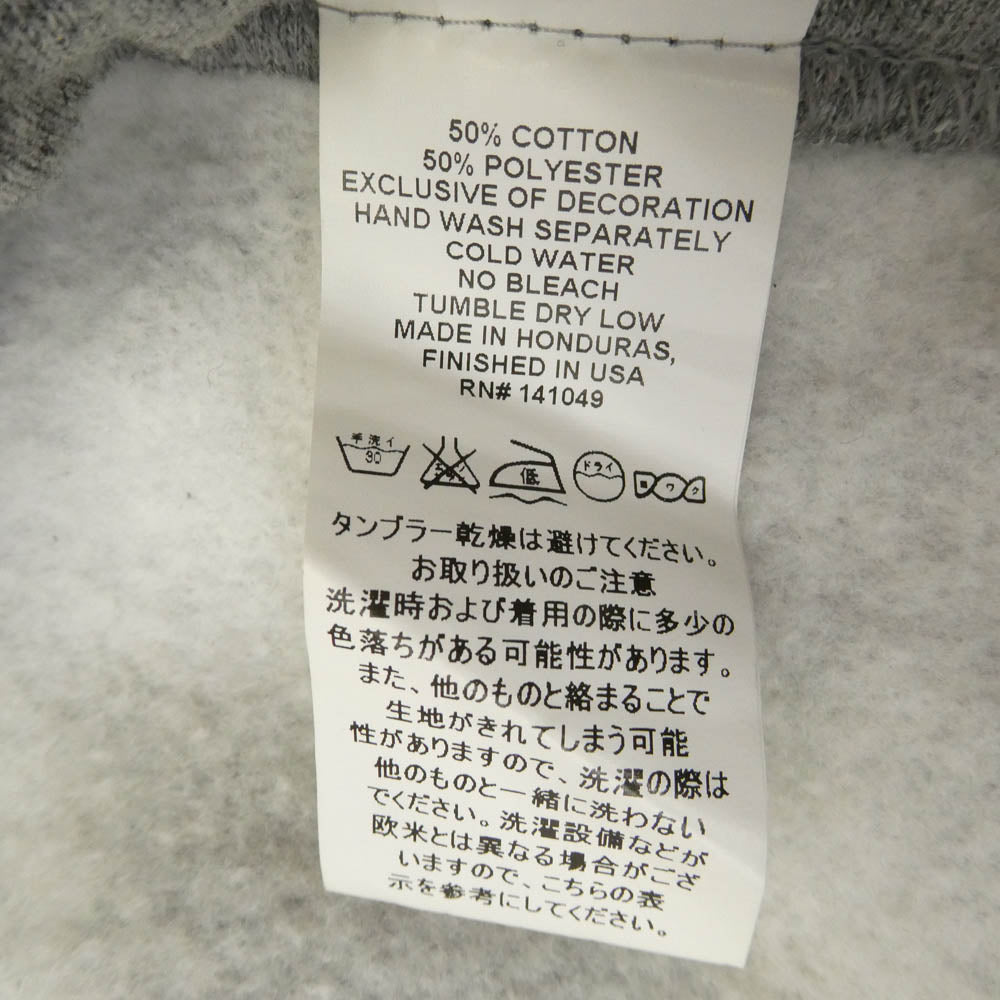 50% COTTON
50% POLYESTER
EXCLUSIVE OF DECORATION
HAND WASH SEPARATELY
COLD WATER
NO BLEACH
TUMBLE DRY LOW
MADE IN HONDURAS,
FINISHED IN USA
RN# 141049
手洗イ
30
低
ドライ
タンブラー乾燥は避けてください。
お取り扱いのご注意
洗濯時および着用の際に多少の
色落ちがある可能性があります。
また、他のものと絡まることで
生地がきれてしまう可能
性がありますので、洗濯の際は
他のものと一緒に洗わない
でください。洗濯設備などが
欧米とは異なる場合がござ
いますので、こちらの表
示を参考にしてください。